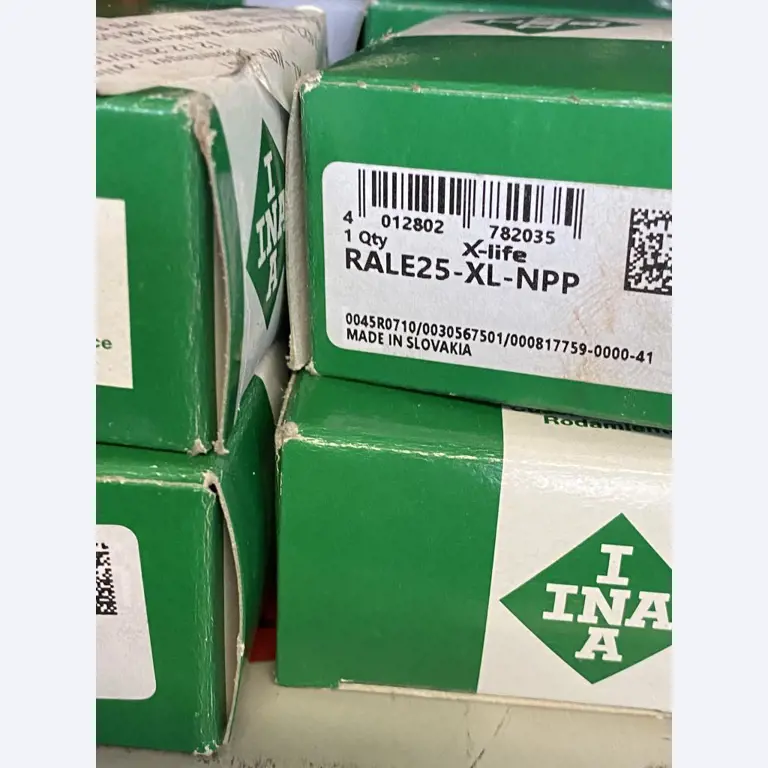 I
INA
A
ce
4 012802 782035
1 Qty
X-life
RALE25-XL-NPP
0045R0710/0030567501/000817759-0000-41
MADE IN SLOVAKIA
I
INA
A